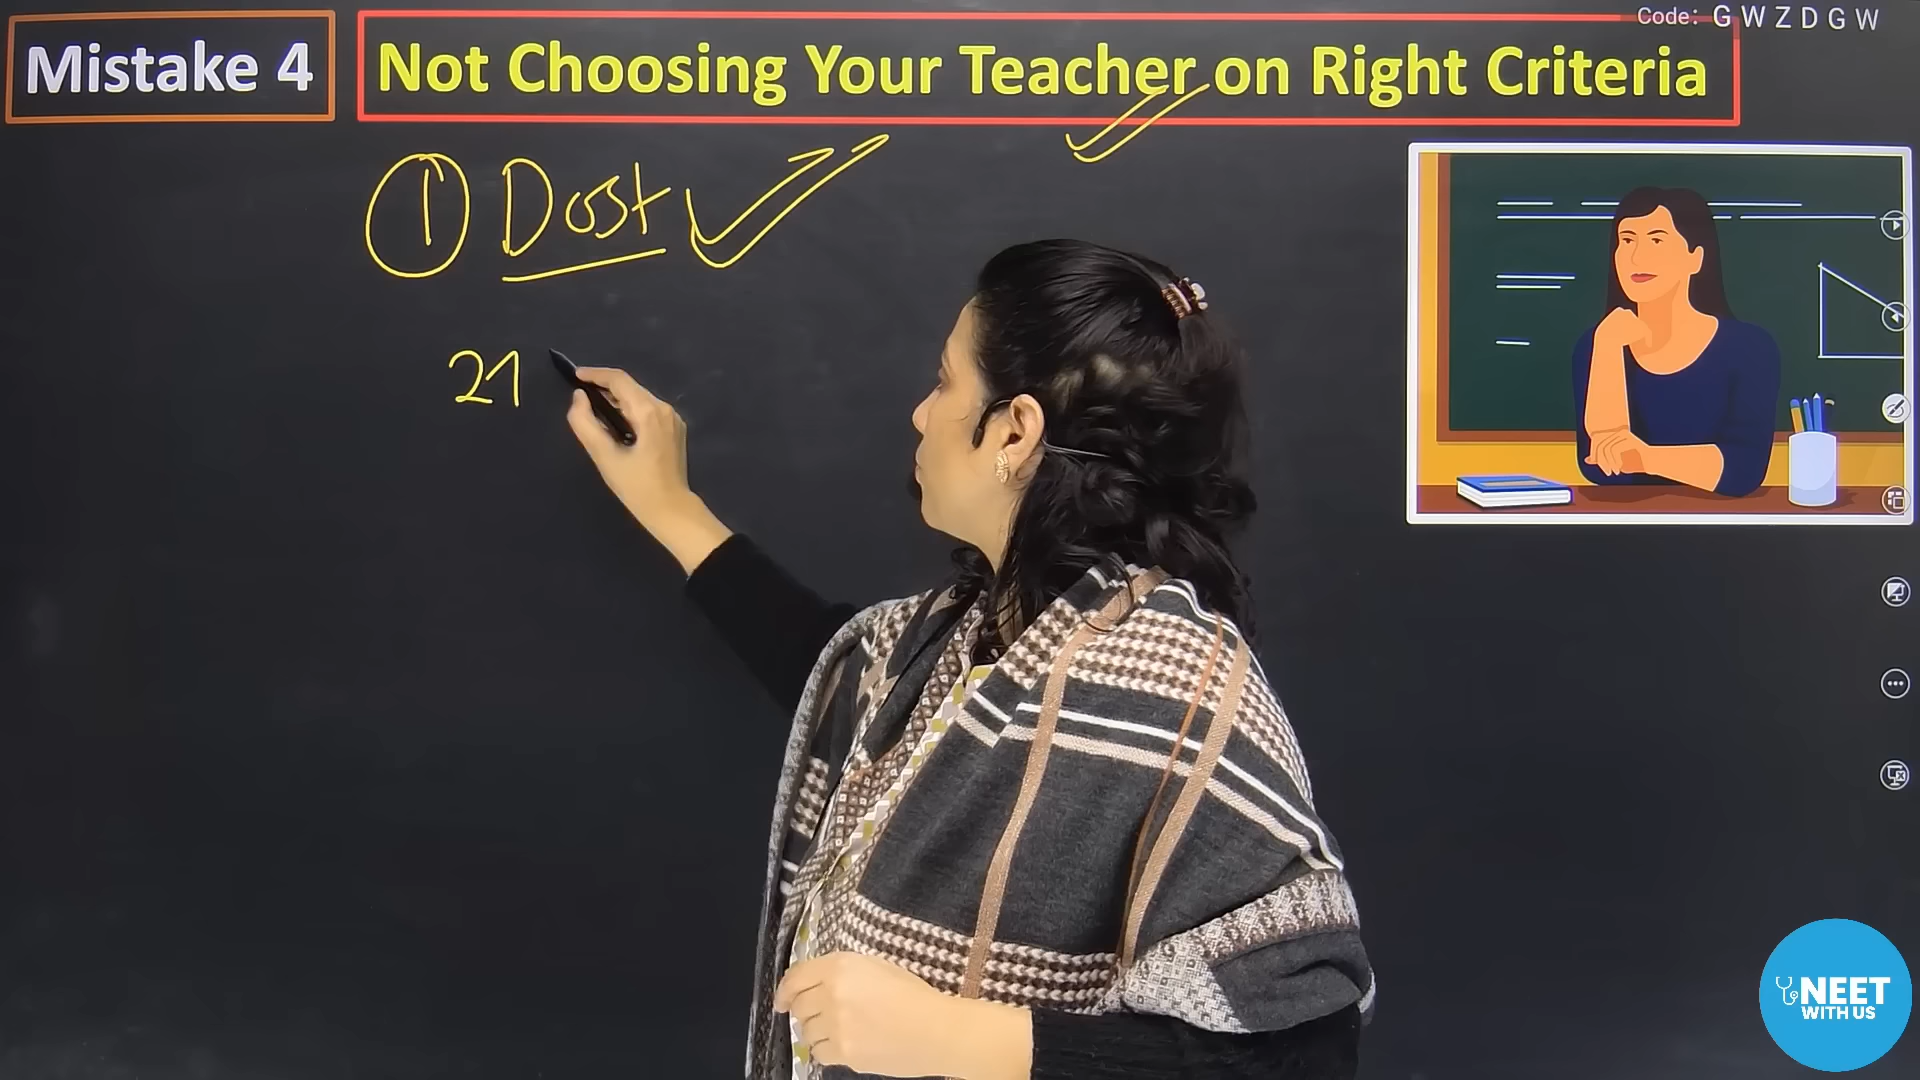 Code: GWZDGW
Mistake 4
Not Choosing Your Teacher on Right Criteria
1 Dost
21
NEET
WITH US